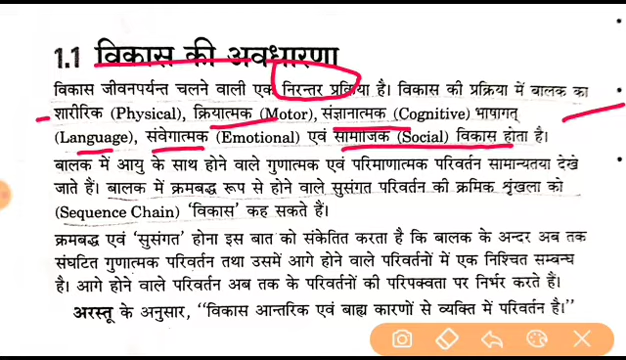 1.1 विकास की अवधारणा
विकास जीवनपर्यन्त चलने वाली एक निरन्तर प्रक्रिया है। विकास की प्रक्रिया में बालक का
शारीरिक (Physical), क्रियात्मक (Motor), संज्ञानात्मक (Cognitive) भाषागत्
(Language), संवेगात्मक (Emotional) एवं सामाजिक (Social) विकास होता है।
बालक में आयु के साथ होने वाले गुणात्मक एवं परिमाणात्मक परिवर्तन सामान्यतया देखे
जाते हैं। बालक में क्रमबद्ध रूप से होने वाले सुसंगत परिवर्तन की क्रमिक श्रृंखला को
(Sequence Chain) 'विकास' कह सकते हैं।
क्रमबद्ध एवं 'सुसंगत' होना इस बात को संकेतित करता है कि बालक के अन्दर अब तक
संघटित गुणात्मक परिवर्तन तथा उसमें आगे होने वाले परिवर्तनों में एक निश्चित सम्बन्ध
है। आगे होने वाले परिवर्तन अब तक के परिवर्तनों की परिपक्वता पर निर्भर करते हैं।
अरस्तू के अनुसार, "विकास आन्तरिक एवं बाह्य कारणों से व्यक्ति में परिवर्तन है।"